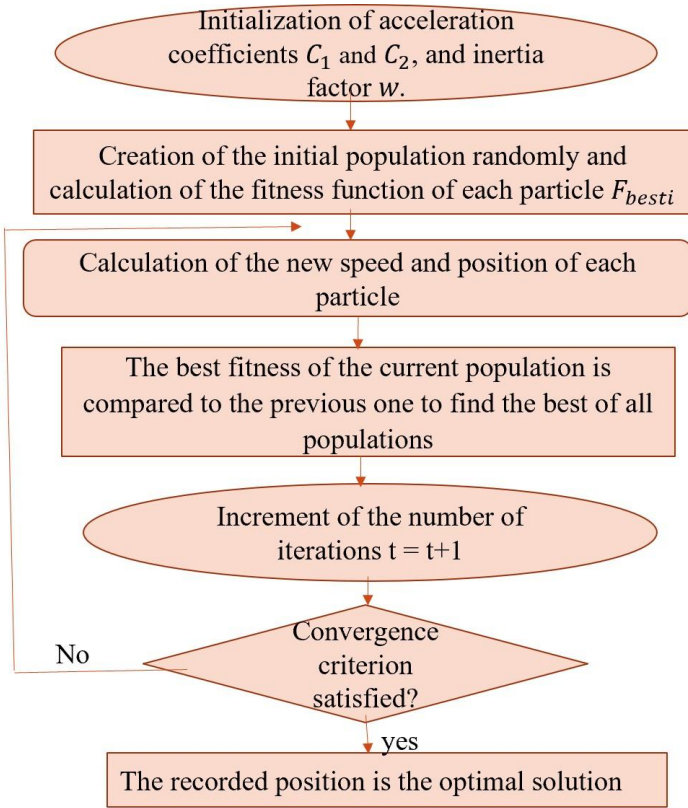 Initialization of acceleration
coefficients C₁ and C₂, and inertia
factor w.
Creation of the initial population randomly and
calculation of the fitness function of each particle F_besti
Calculation of the new speed and position of each
particle
The best fitness of the current population is
compared to the previous one to find the best of all
populations
Increment of the number of
iterations t = t+1
Convergence
criterion
satisfied?
No
yes
The recorded position is the optimal solution